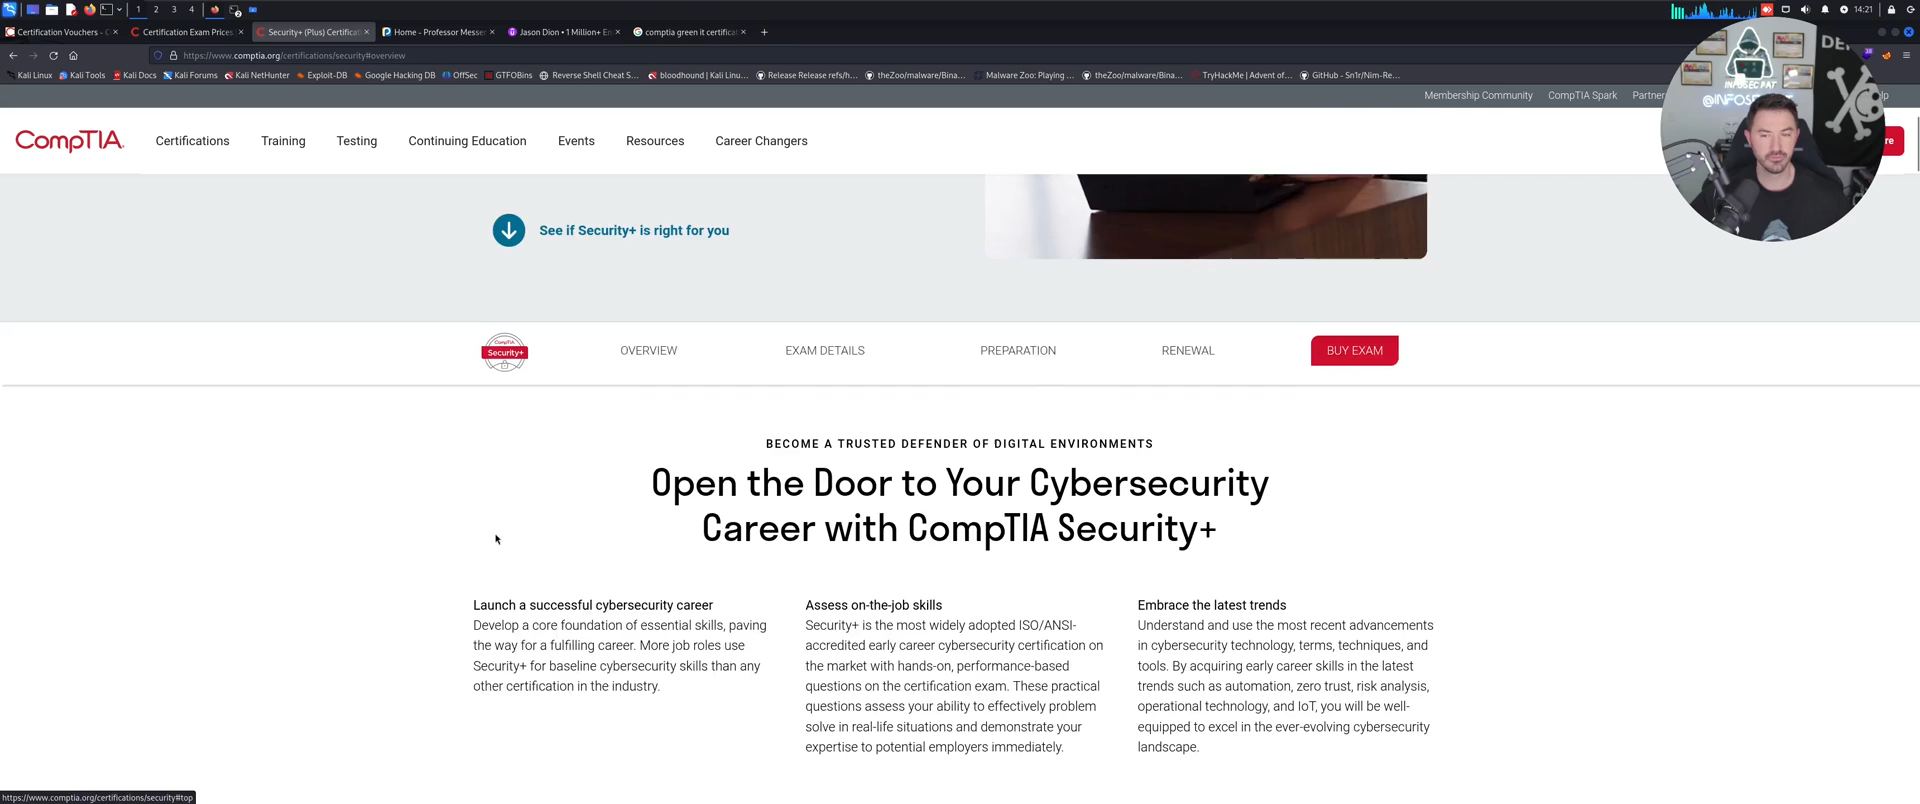 1 2 3 4 2 14:21
Certification Vouchers - C × Certification Exam Prices × Security+ (Plus) Certificat × Home - Professor Messer × Jason Dion • 1 Million+ En × comptia green it certificat × +
https://www.comptia.org/certifications/security#overview
Kali Linux Kali Tools Kali Docs Kali Forums Kali NetHunter Exploit-DB Google Hacking DB OffSec GTFOBins Reverse Shell Cheat S... bloodhound | Kali Linu... Release Release refs/h... theZoo/malware/Bina... Malware Zoo: Playing ... theZoo/malware/Bina... TryHackMe | Advent of... GitHub - Sn1r/Nim-Re...
Membership Community CompTIA Spark Partner
CompTIA. Certifications Training Testing Continuing Education Events Resources Career Changers
INFOSEC PAT
@INFOSE
See if Security+ is right for you
CompTIA
Security+
OVERVIEW EXAM DETAILS PREPARATION RENEWAL BUY EXAM
BECOME A TRUSTED DEFENDER OF DIGITAL ENVIRONMENTS
Open the Door to Your Cybersecurity
Career with CompTIA Security+
Launch a successful cybersecurity career
Develop a core foundation of essential skills, paving
the way for a fulfilling career. More job roles use
Security+ for baseline cybersecurity skills than any
other certification in the industry.
Assess on-the-job skills
Security+ is the most widely adopted ISO/ANSI-
accredited early career cybersecurity certification on
the market with hands-on, performance-based
questions on the certification exam. These practical
questions assess your ability to effectively problem
solve in real-life situations and demonstrate your
expertise to potential employers immediately.
Embrace the latest trends
Understand and use the most recent advancements
in cybersecurity technology, terms, techniques, and
tools. By acquiring early career skills in the latest
trends such as automation, zero trust, risk analysis,
operational technology, and IoT, you will be well-
equipped to excel in the ever-evolving cybersecurity
landscape.
https://www.comptia.org/certifications/security#top